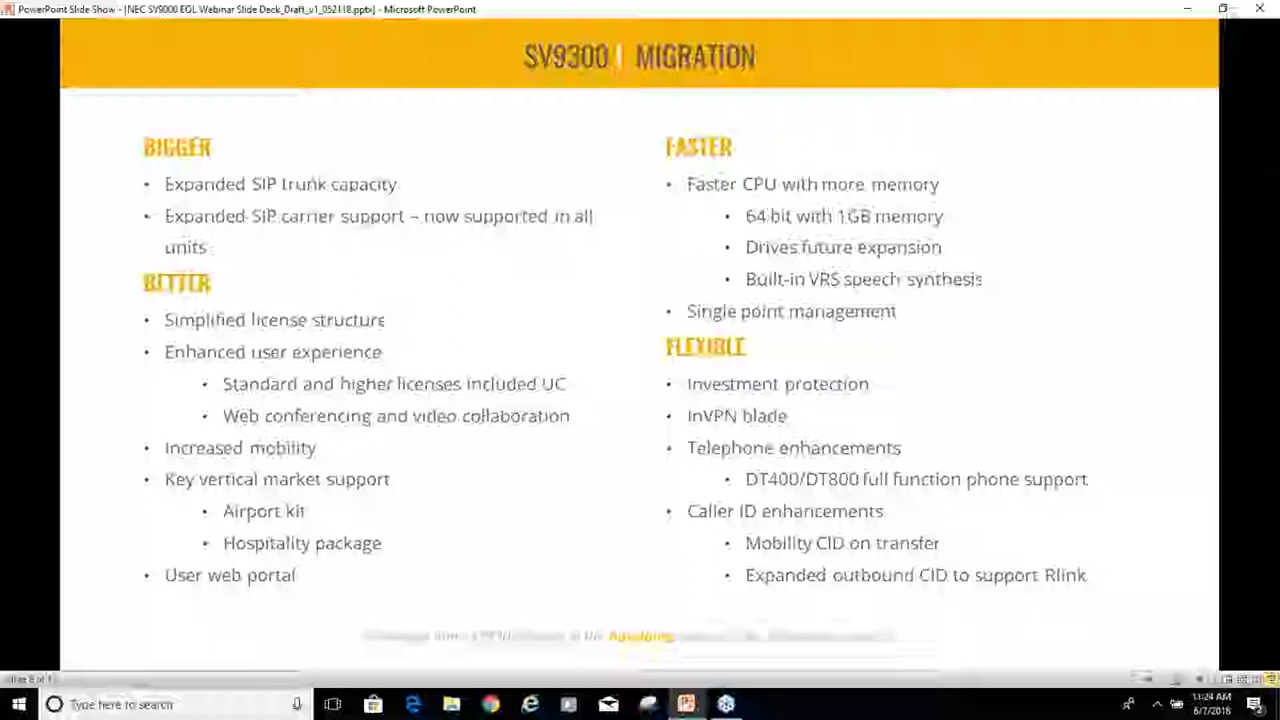 PowerPoint Slide Show - [NEC SV9000 EOL Webinar Slide Deck_Draft_v1_052118.pptx] - Microsoft PowerPoint
SV9300 | MIGRATION
BIGGER
• Expanded SIP trunk capacity
• Expanded SIP carrier support – now supported in all
units
BETTER
• Simplified license structure
• Enhanced user experience
• Standard and higher licenses included UC
• Web conferencing and video collaboration
• Increased mobility
• Key vertical market support
• Airport kit
• Hospitality package
• User web portal
FASTER
• Faster CPU with more memory
• 64 bit with 1GB memory
• Drives future expansion
• Built-in VRS speech synthesis
• Single point management
FLEXIBLE
• Investment protection
• InVPN blade
• Telephone enhancements
• DT400/DT800 full function phone support
• Caller ID enhancements
• Mobility CID on transfer
• Expanded outbound CID to support Rlink
Type here to search
11:24 AM
6/7/2018